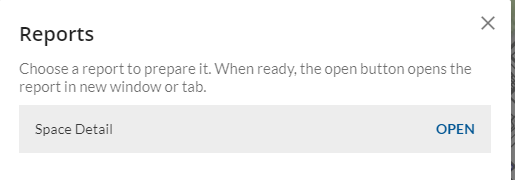 Reports
Choose a report to prepare it. When ready, the open button opens the
report in new window or tab.
Space Detail OPEN